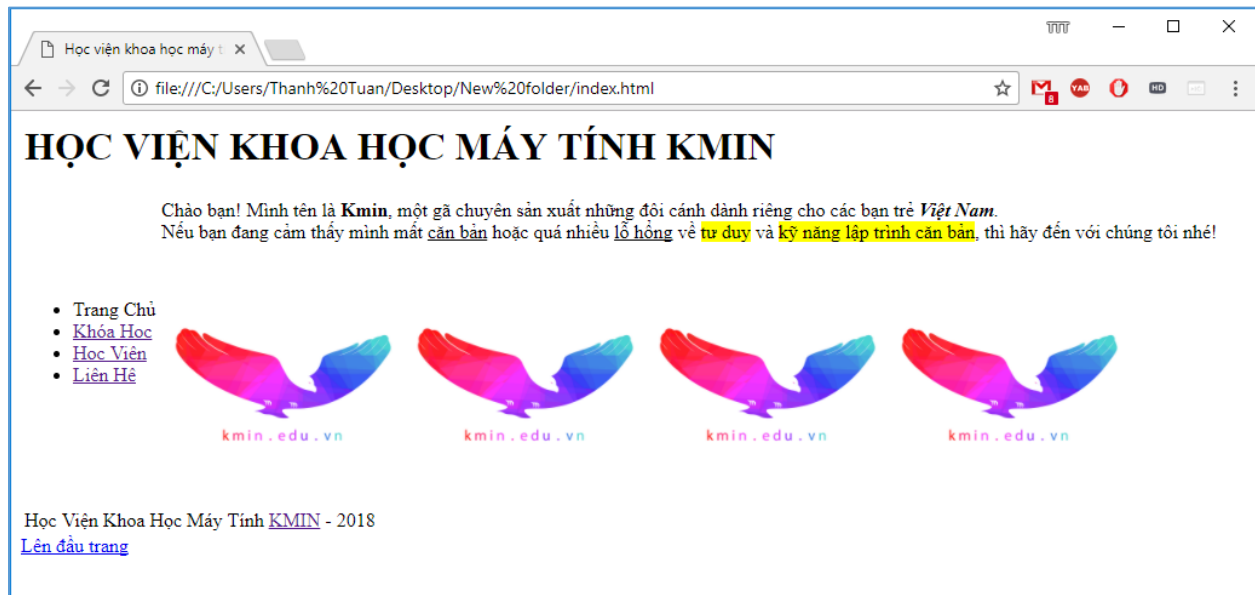 Học viện khoa học máy t
file:///C:/Users/Thanh%20Tuan/Desktop/New%20folder/index.html
8
YAB
HD
HỌC VIỆN KHOA HỌC MÁY TÍNH KMIN
Chào bạn! Mình tên là Kmin, một gã chuyên sản xuất những đôi cánh dành riêng cho các bạn trẻ Việt Nam.
Nếu bạn đang cảm thấy mình mất căn bản hoặc quá nhiều lỗ hổng về tư duy và kỹ năng lập trình căn bản, thì hãy đến với chúng tôi nhé!
Trang Chủ
Khóa Học
Học Viên
Liên Hệ
kmin.edu.vn
kmin.edu.vn
kmin.edu.vn
kmin.edu.vn
Học Viện Khoa Học Máy Tính KMIN - 2018
Lên đầu trang